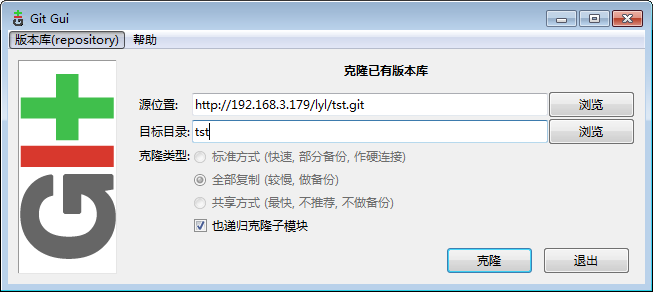 Git Gui
版本库(repository) 帮助
克隆已有版本库
源位置: http://192.168.3.179/lyl/tst.git 浏览
目标目录: tst 浏览
克隆类型: 标准方式 (快速, 部分备份, 作硬连接)
全部复制 (较慢, 做备份)
共享方式 (最快, 不推荐, 不做备份)
也递归克隆子模块
克隆 退出